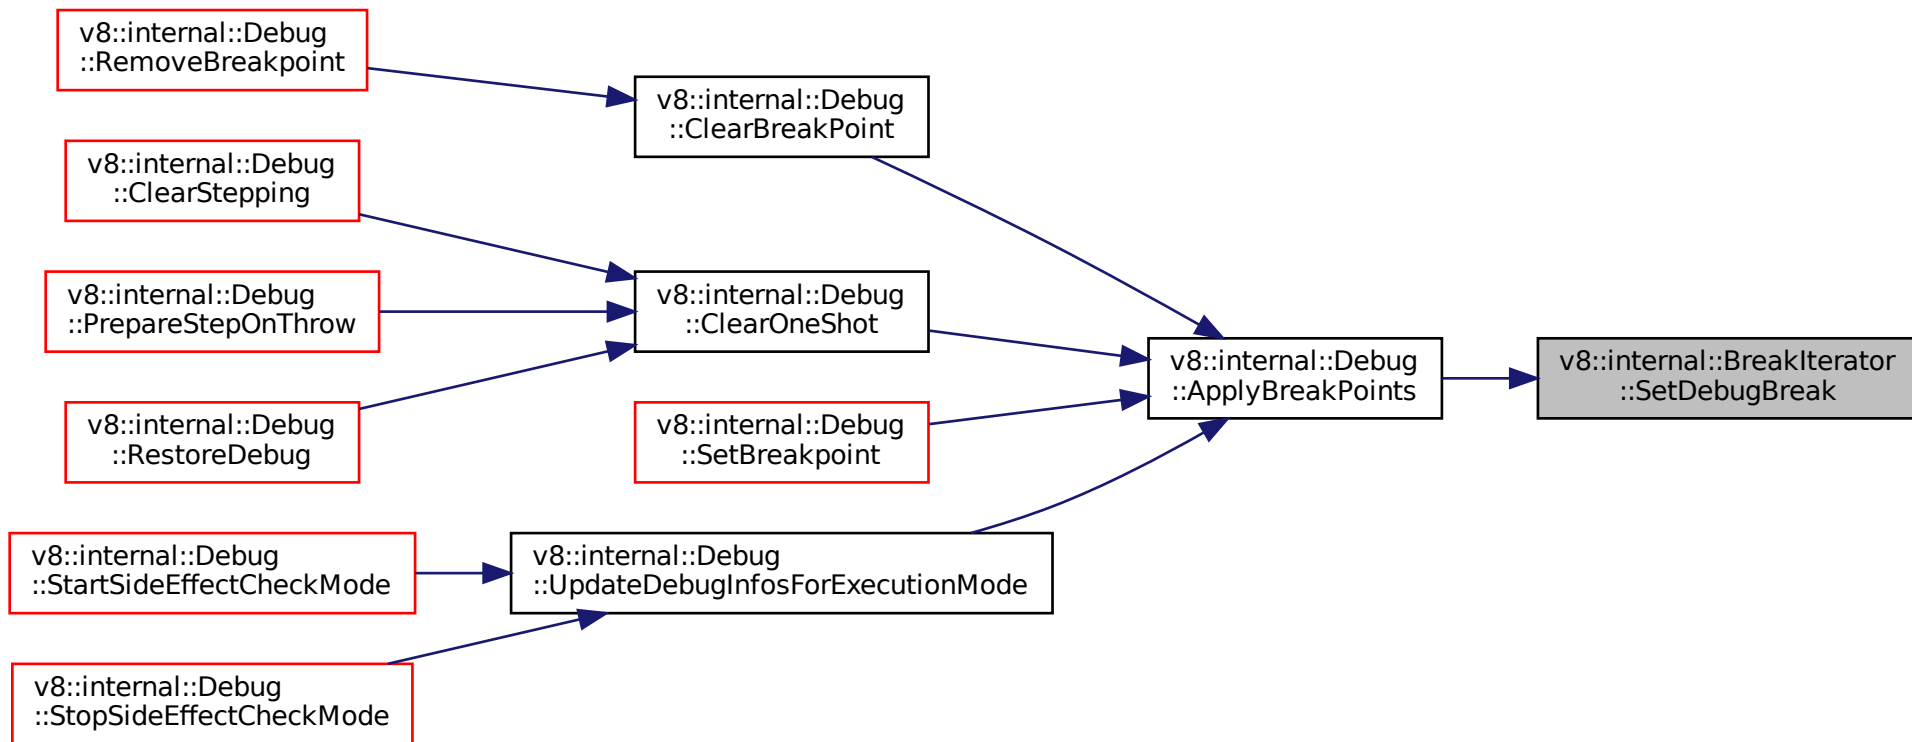 v8::internal::Debug
::RemoveBreakpoint
v8::internal::Debug
::ClearStepping
v8::internal::Debug
::PrepareStepOnThrow
v8::internal::Debug
::RestoreDebug
v8::internal::Debug
::StartSideEffectCheckMode
v8::internal::Debug
::StopSideEffectCheckMode
v8::internal::Debug
::ClearBreakPoint
v8::internal::Debug
::ClearOneShot
v8::internal::Debug
::SetBreakpoint
v8::internal::Debug
::UpdateDebugInfosForExecutionMode
v8::internal::Debug
::ApplyBreakPoints
v8::internal::BreakIterator
::SetDebugBreak